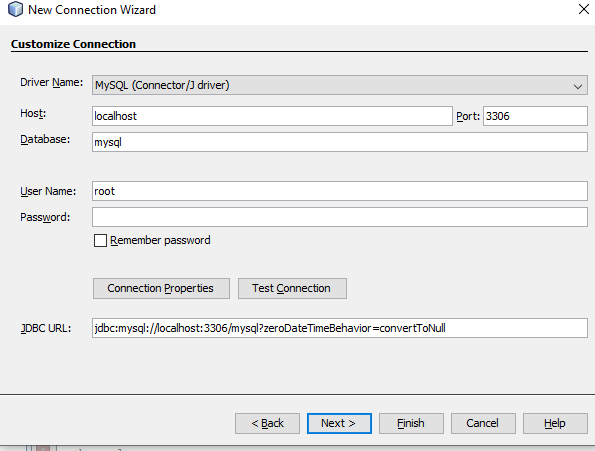 New Connection Wizard
Customize Connection
Driver Name: MySQL (Connector/J driver)
Host: localhost Port: 3306
Database: mysql
User Name: root
Password:
Remember password
Connection Properties Test Connection
JDBC URL: jdbc:mysql://localhost:3306/mysql?zeroDateTimeBehavior=convertToNull
< Back Next > Finish Cancel Help